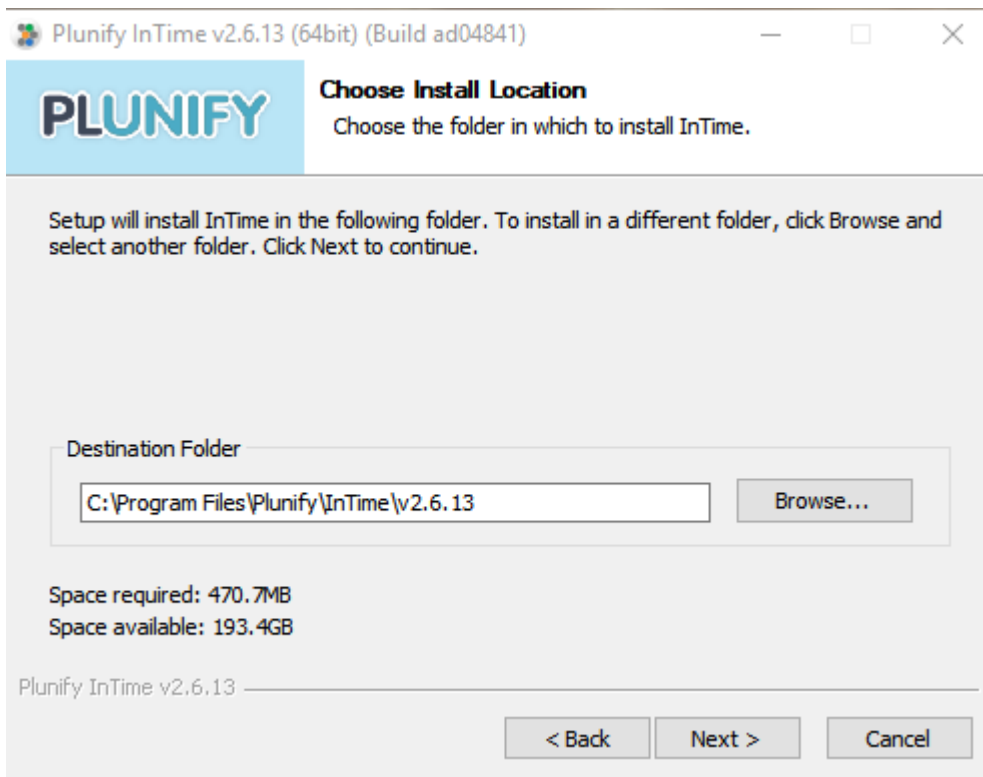 Plunify InTime v2.6.13 (64bit) (Build ad04841)
PLUNIFY
Choose Install Location
Choose the folder in which to install InTime.
Setup will install InTime in the following folder. To install in a different folder, click Browse and
select another folder. Click Next to continue.
Destination Folder
C:\Program Files\Plunify\InTime\v2.6.13
Browse...
Space required: 470.7MB
Space available: 193.4GB
Plunify InTime v2.6.13
< Back
Next >
Cancel